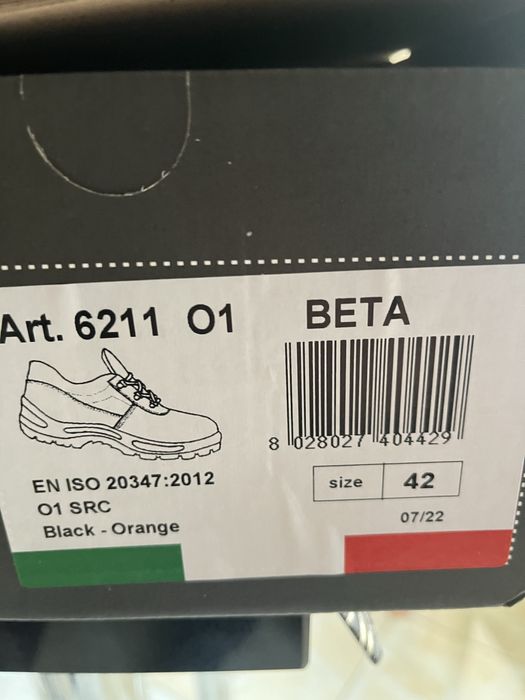 Art. 6211 O1
BETA
8 028027 404429
EN ISO 20347:2012
O1 SRC
Black - Orange
size 42
07/22